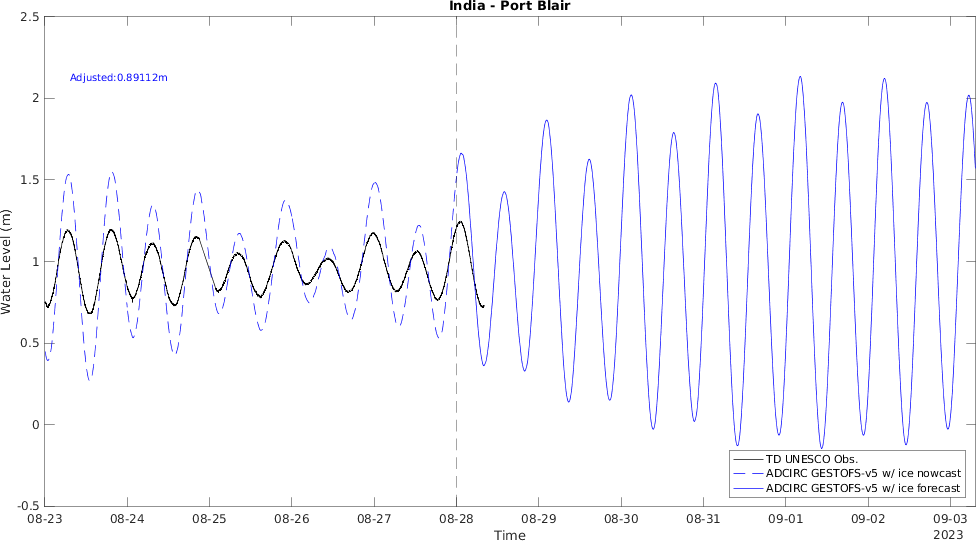 India - Port Blair
2.5
2
1.5
1
0.5
0
-0.5
Water Level (m)
Adjusted:0.89112m
TD UNESCO Obs.
ADCIRC GESTOFS-v5 w/ ice nowcast
ADCIRC GESTOFS-v5 w/ ice forecast
08-23 08-24 08-25 08-26 08-27 08-28 08-29 08-30 08-31 09-01 09-02 09-03
Time
2023